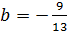 b = −9/13